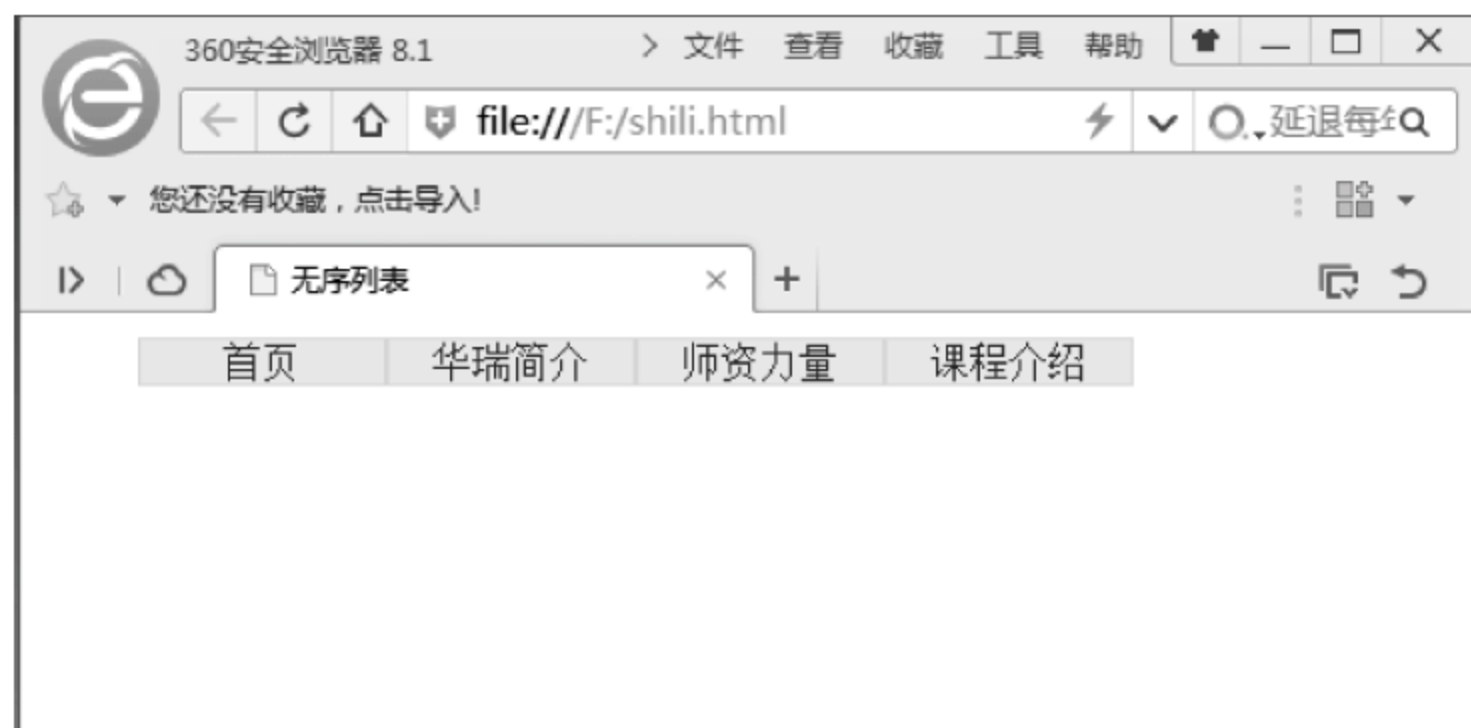 360安全浏览器 8.1 > 文件 查看 收藏 工具 帮助
file:///F:/shili.html 延退每
您还没有收藏，点击导入!
无序列表
首页 华瑞简介 师资力量 课程介绍